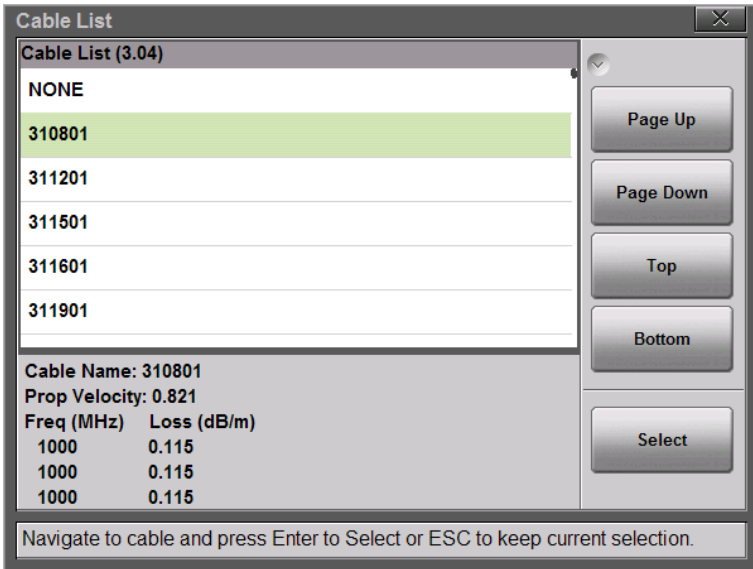 Cable List
Cable List (3.04)
NONE
310801
311201
311501
311601
311901
Page Up
Page Down
Top
Bottom
Select
Cable Name: 310801
Prop Velocity: 0.821
Freq (MHz) Loss (dB/m)
1000 0.115
1000 0.115
1000 0.115
Navigate to cable and press Enter to Select or ESC to keep current selection.